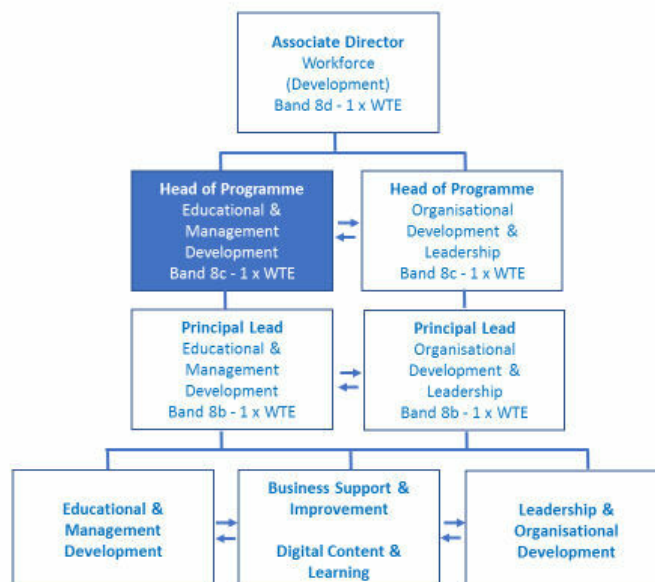 Associate Director
Workforce
(Development)
Band 8d - 1 x WTE
Head of Programme
Educational &
Management
Development
Band 8c - 1 x WTE
Head of Programme
Organisational
Development &
Leadership
Band 8c - 1 x WTE
Principal Lead
Educational &
Management
Development
Band 8b - 1 x WTE
Principal Lead
Organisational
Development &
Leadership
Band 8b - 1 x WTE
Educational &
Management
Development
Business Support &
Improvement
Digital Content &
Learning
Leadership &
Organisational
Development